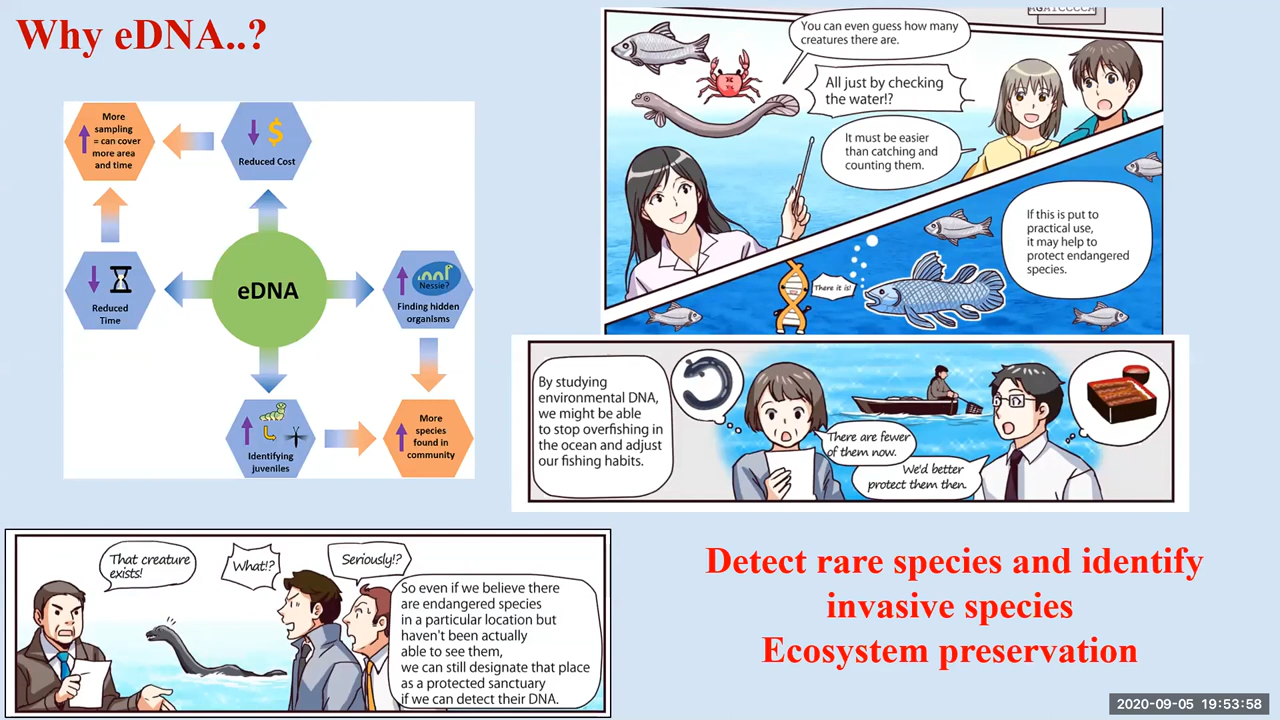 Why eDNA..?
More
sampling
= can cover
more area
and time
$
Reduced Cost
eDNA
Reduced
Time
Nessie?
Finding hidden
organisms
Identifying
juveniles
More
species
found in
community
AGATCCCCA
You can even guess how many
creatures there are.
All just by checking
the water!?
It must be easier
than catching and
counting them.
If this is put to
practical use,
it may help to
protect endangered
species.
There it is!
By studying
environmental DNA,
we might be able
to stop overfishing in
the ocean and adjust
our fishing habits.
There are fewer
of them now.
We'd better
protect them then.
That creature
exists!
What!?
Seriously!?
So even if we believe there
are endangered species
in a particular location but
haven't been actually
able to see them,
we can still designate that place
as a protected sanctuary
if we can detect their DNA.
Detect rare species and identify
invasive species
Ecosystem preservation
2020-09-05 19:53:58